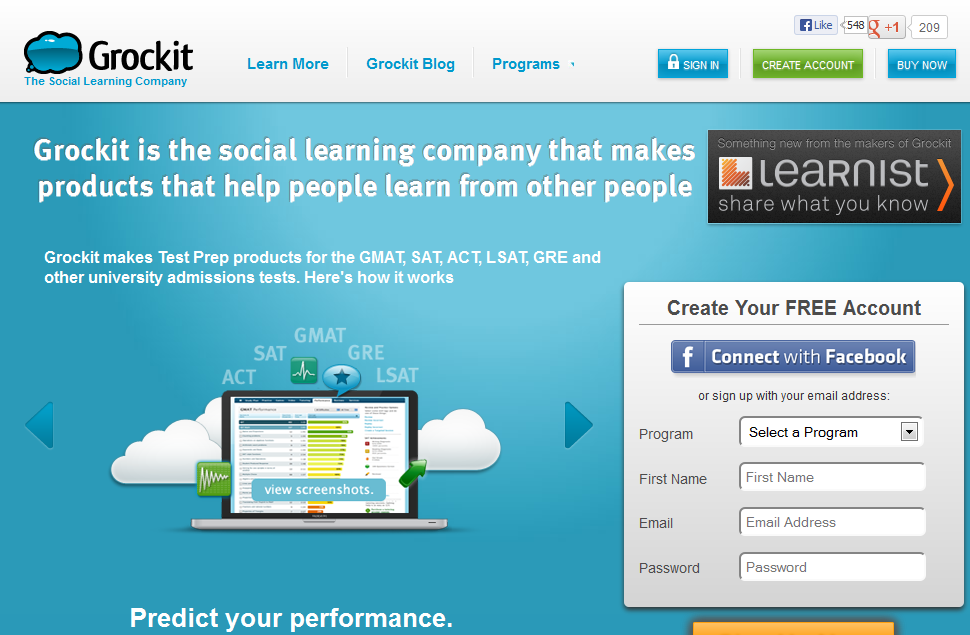 Like 548 +1 209
Grockit
The Social Learning Company
Learn More Grockit Blog Programs
SIGN IN CREATE ACCOUNT BUY NOW
Grockit is the social learning company that makes
products that help people learn from other people
Something new from the makers of Grockit
LEARNIST
share what you know
Grockit makes Test Prep products for the GMAT, SAT, ACT, LSAT, GRE and
other university admissions tests. Here's how it works
Create Your FREE Account
f Connect with Facebook
or sign up with your email address:
Program Select a Program
First Name First Name
Email Email Address
Password Password
GMAT
SAT GRE
ACT LSAT
GMAT Performance
view screenshots.
Predict your performance.